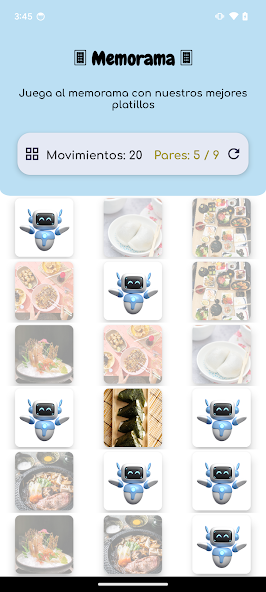 3:45
Memorama
Juega al memorama con nuestros mejores
platillos
Movimientos: 20 Pares: 5 / 9